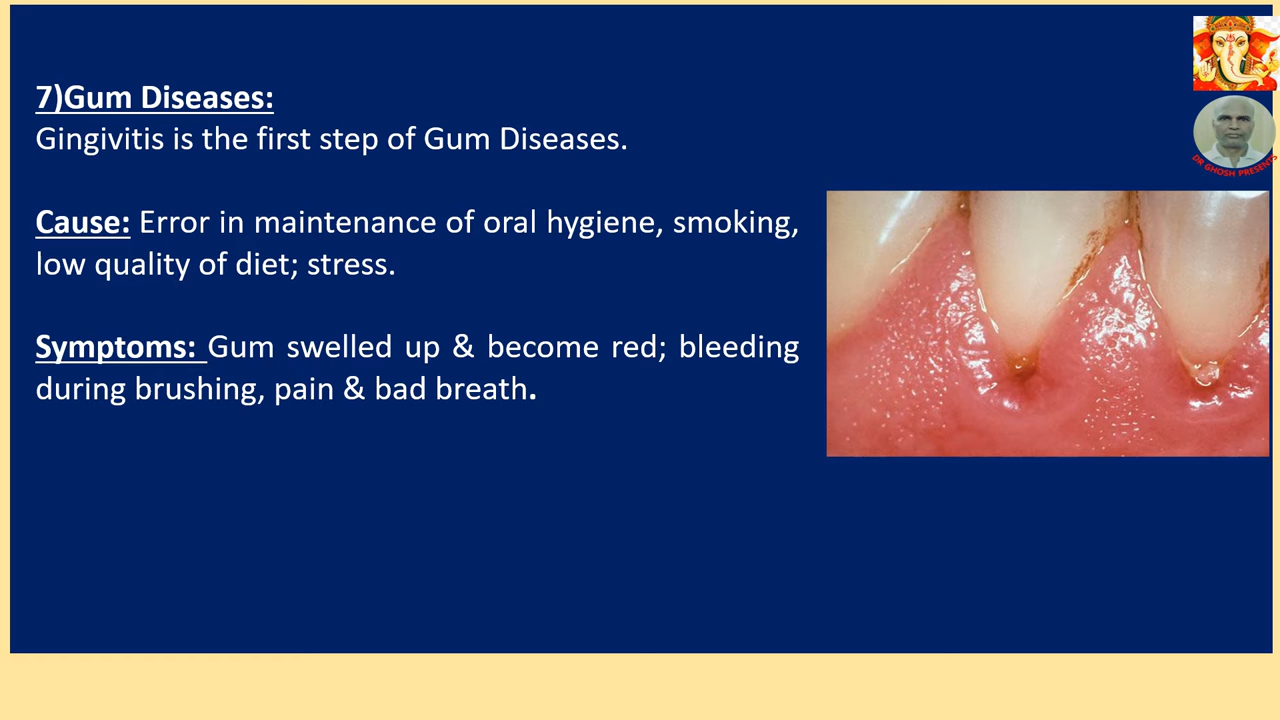 7)Gum Diseases:
Gingivitis is the first step of Gum Diseases.
Cause: Error in maintenance of oral hygiene, smoking,
low quality of diet; stress.
Symptoms: Gum swelled up & become red; bleeding
during brushing, pain & bad breath.
DR GHOSH PRESENTS